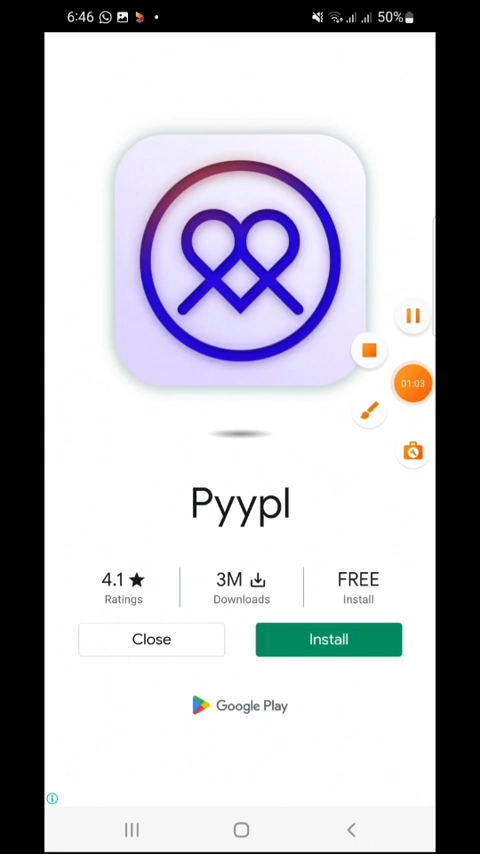 6:46 50%
01:03
Pyypl
4.1 3M FREE
Ratings Downloads Install
Close Install
Google Play